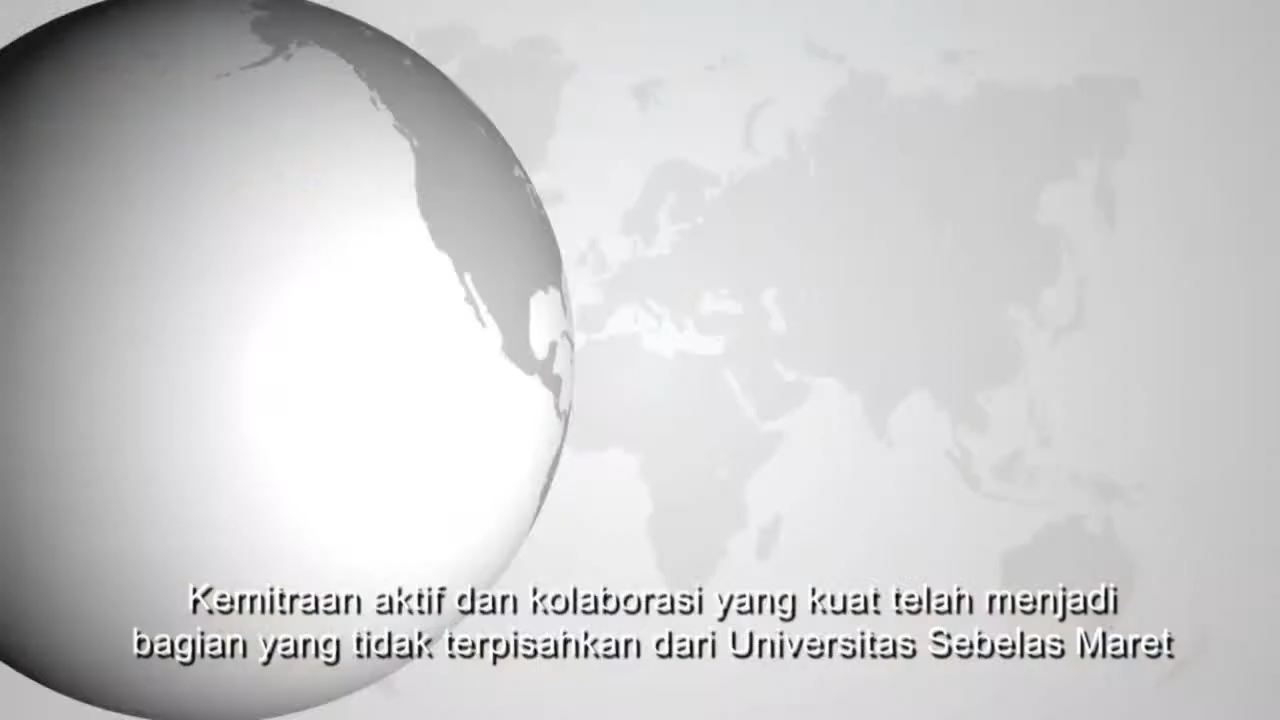 Kemitraan aktif dan kolaborasi yang kuat telah menjadi
bagian yang tidak terpisahkan dari Universitas Sebelas Maret